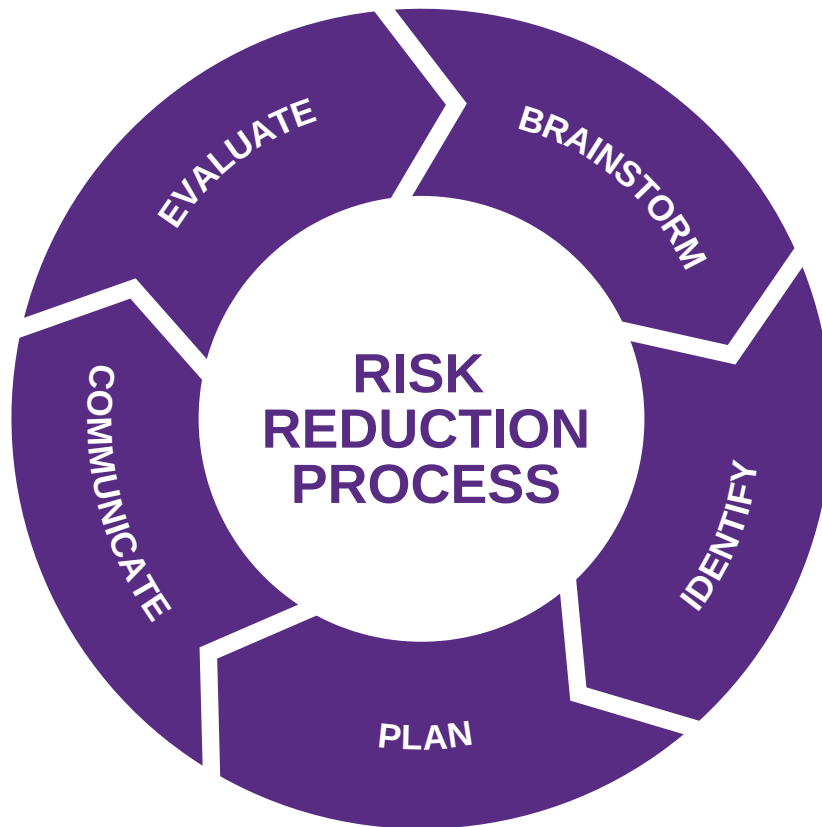 RISK
REDUCTION
PROCESS
BRAINSTORM
IDENTIFY
PLAN
COMMUNICATE
EVALUATE